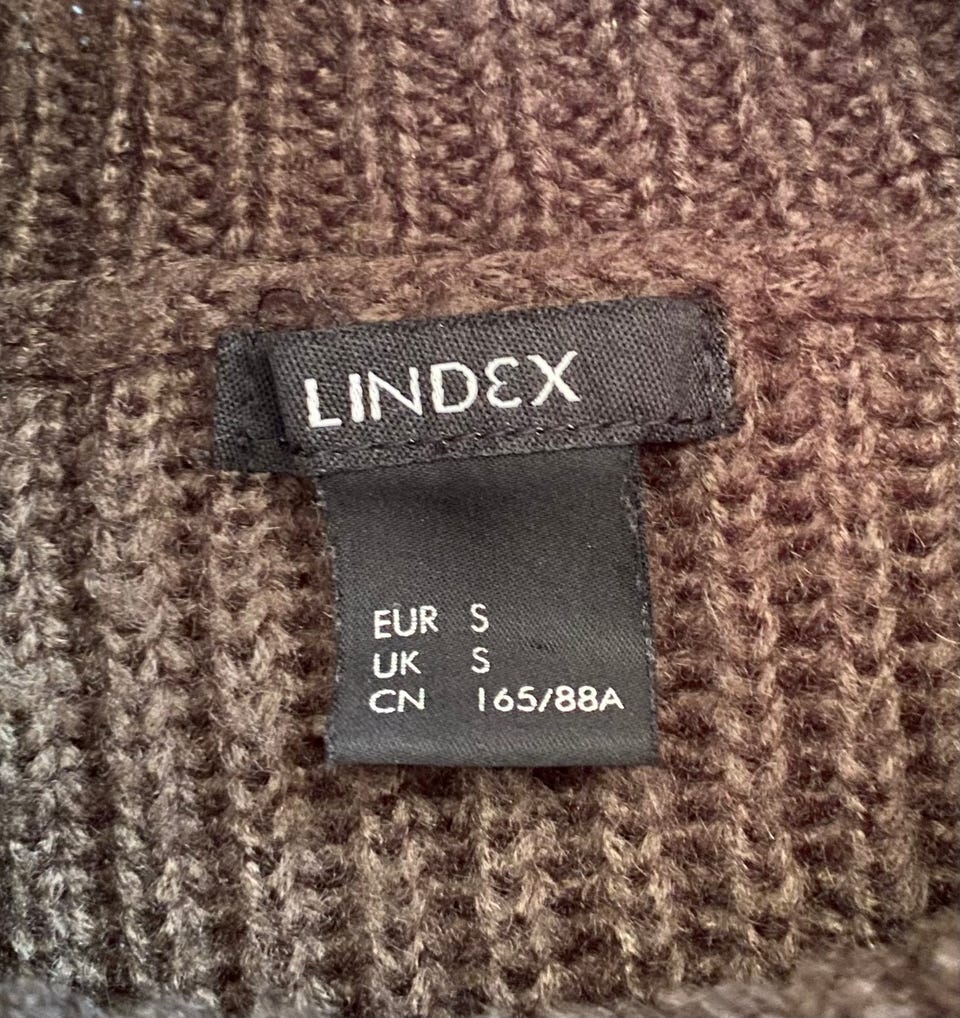 LINDEX
EUR S
UK S
CN 165/88A